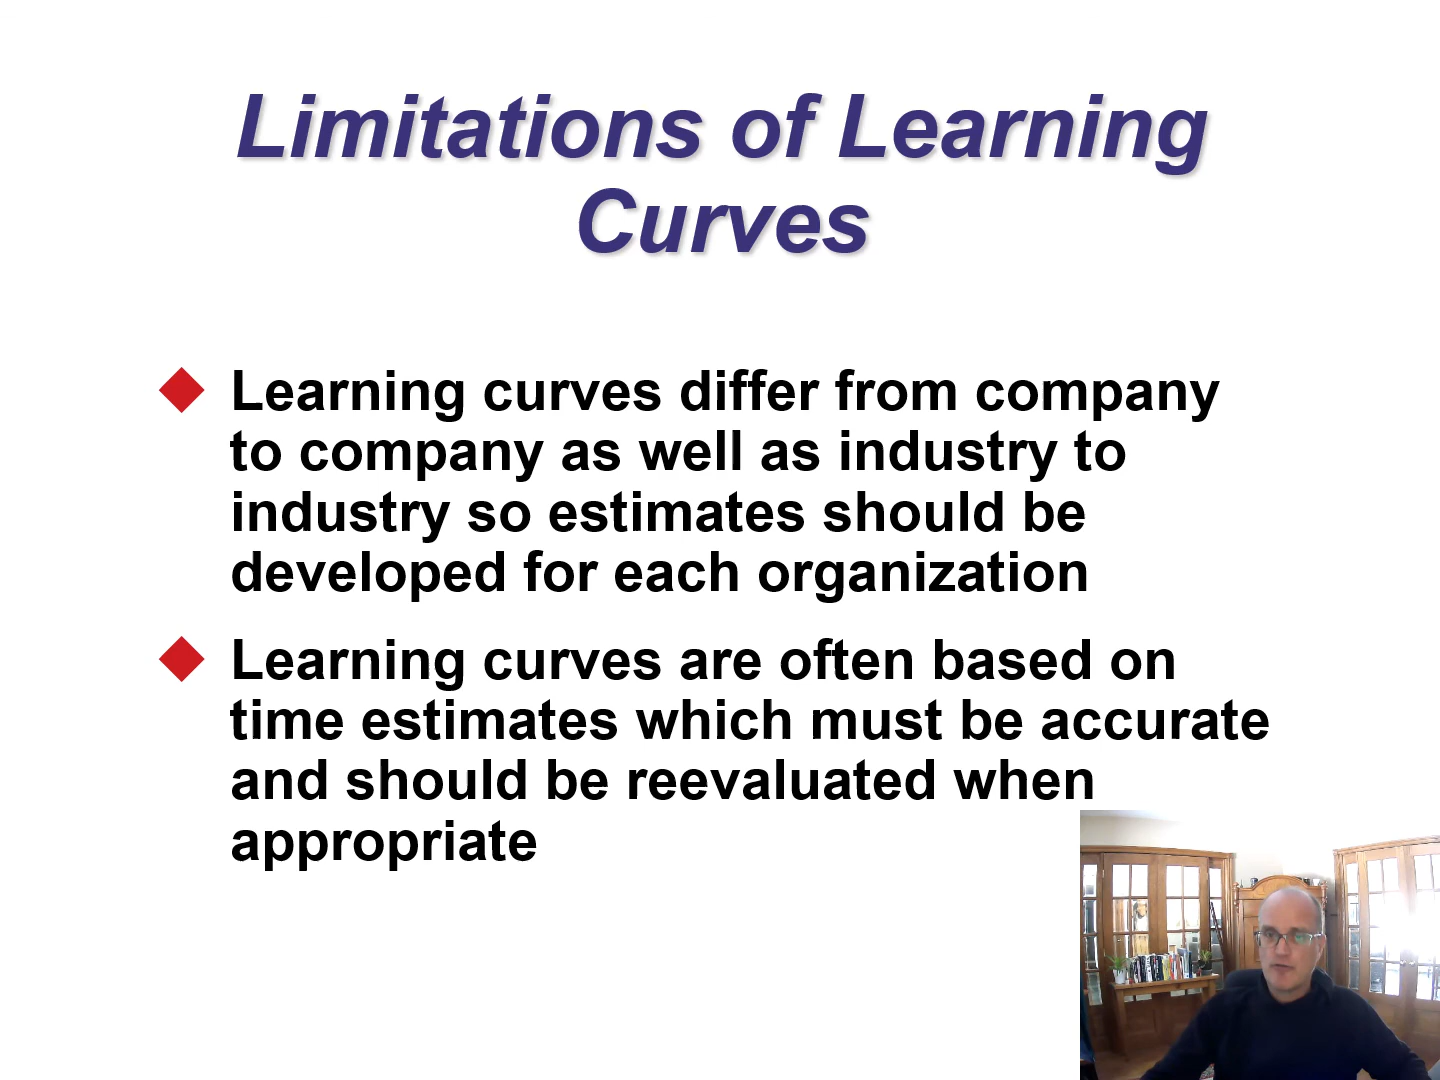 Limitations of Learning
Curves
Learning curves differ from company
to company as well as industry to
industry so estimates should be
developed for each organization
Learning curves are often based on
time estimates which must be accurate
and should be reevaluated when
appropriate